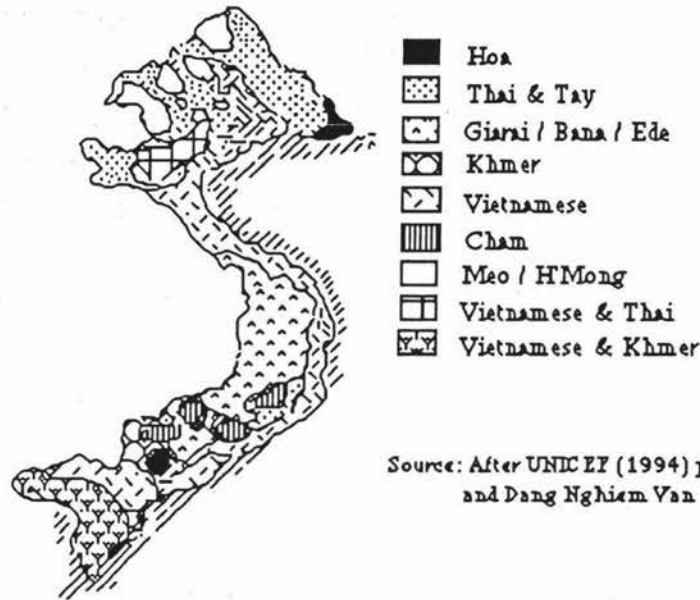 Hoa
Thai & Tay
Giarai / Bana / Ede
Khmer
Vietnamese
Cham
Meo / H'Mong
Vietnamese & Thai
Vietnamese & Khmer
Source: After UNICEF (1994)
and Dang Nghiem Van